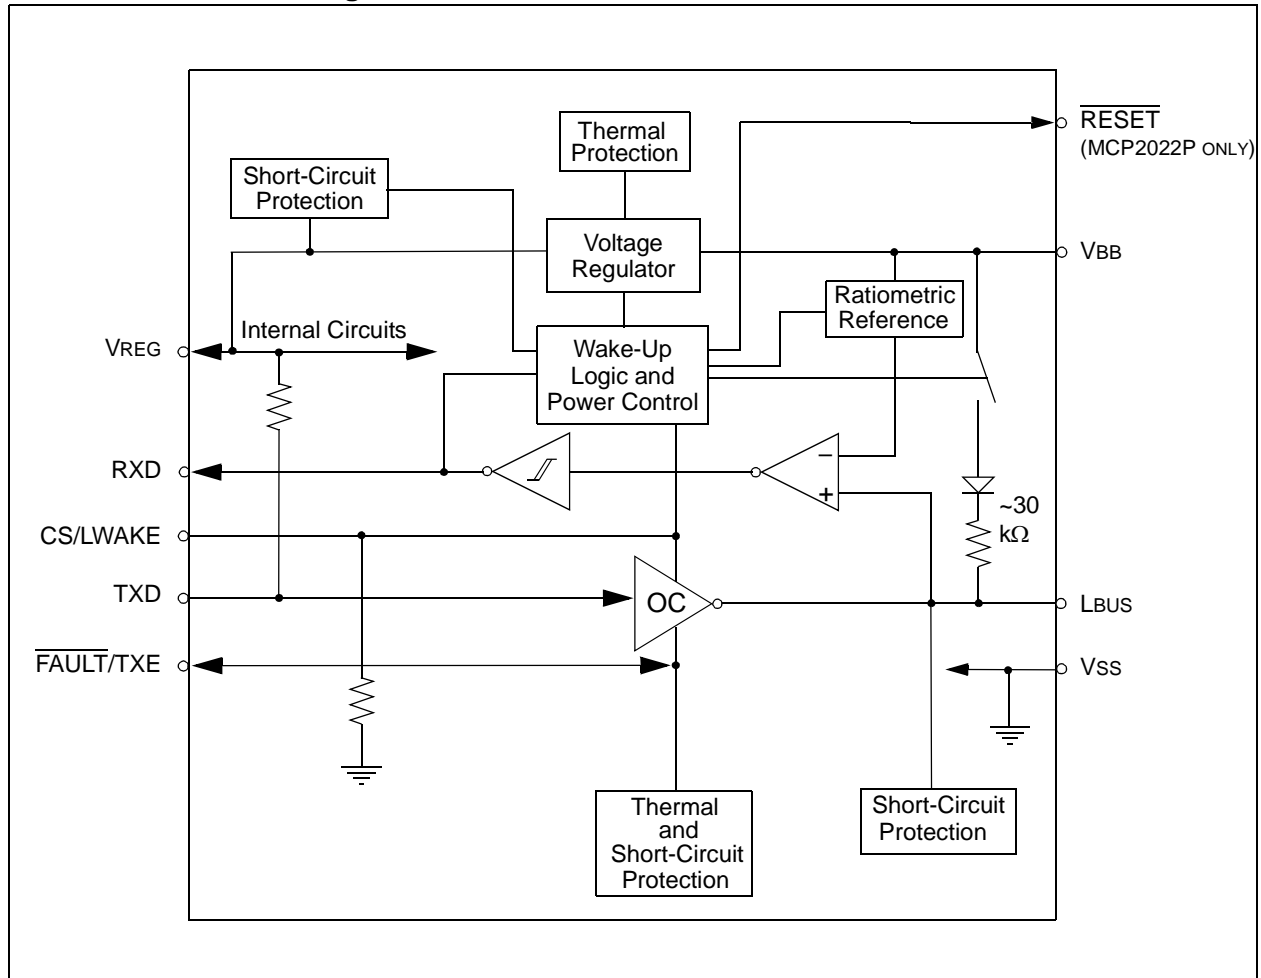 Thermal
Protection
RESET
(MCP2022P ONLY)
Short-Circuit
Protection
Voltage
Regulator
VBB
Ratiometric
Reference
Internal Circuits
VREG
Wake-Up
Logic and
Power Control
RXD
−
+
~30
kΩ
CS/LWAKE
TXD
OC
LBUS
FAULT/TXE
VSS
Thermal
and
Short-Circuit
Protection
Short-Circuit
Protection